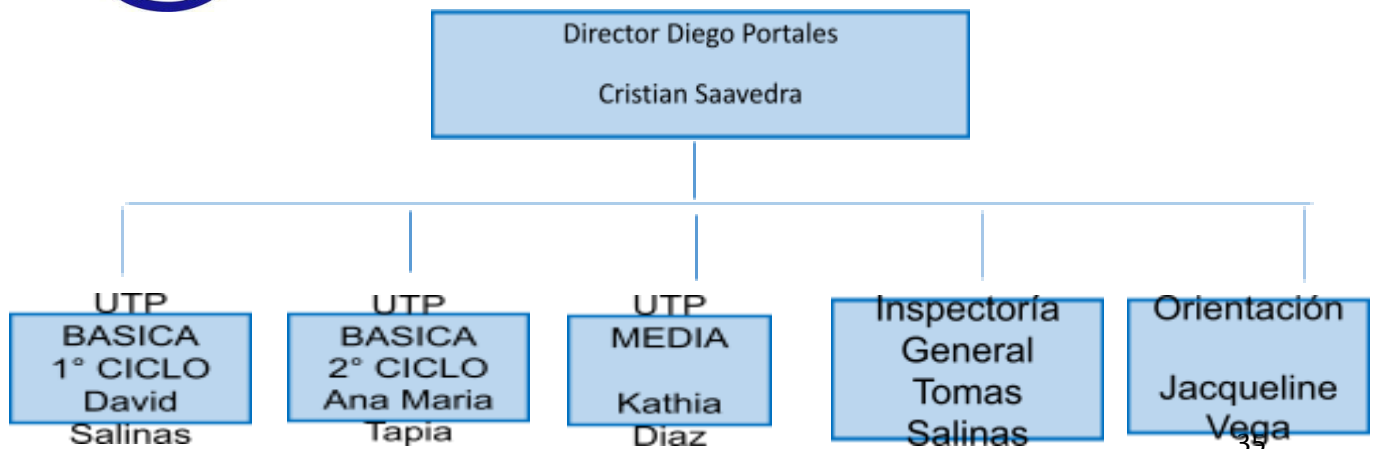 Director Diego Portales
Cristian Saavedra
UTP
BASICA
1° CICLO
David
Salinas
UTP
BASICA
2° CICLO
Ana Maria
Tapia
UTP
MEDIA
Kathia
Diaz
Inspectoría
General
Tomas
Salinas
Orientación
Jacqueline
Vega
35